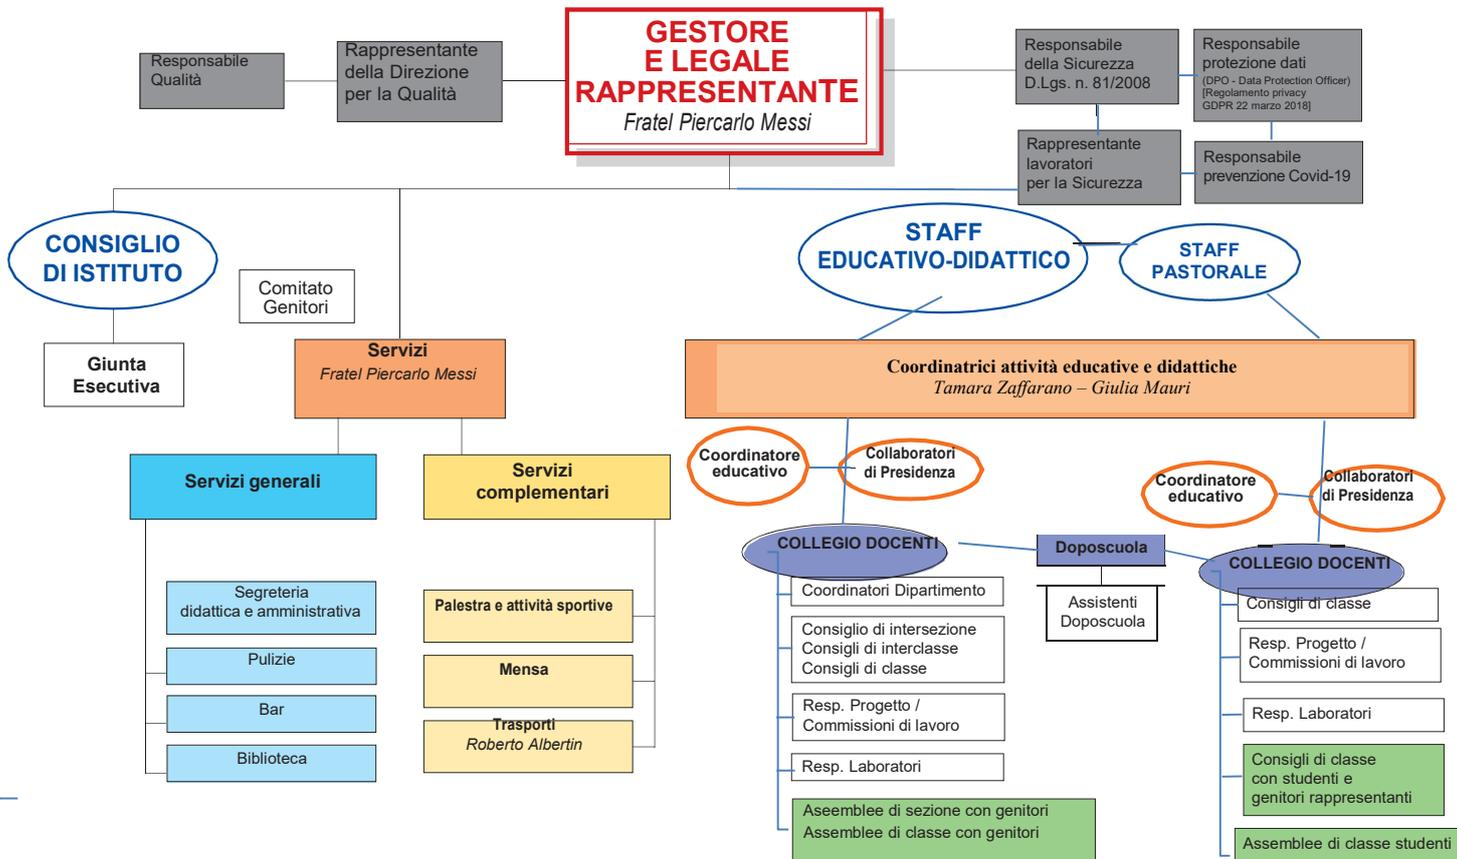 GESTORE
E LEGALE
RAPPRESENTANTE
Fratel Piercarlo Messi
Responsabile
Qualità
Rappresentante
della Direzione
per la Qualità
Responsabile
della Sicurezza
D.Lgs. n. 81/2008
Responsabile
protezione dati
(DPO - Data Protection Officer)
[Regolamento privacy
GDPR 22 marzo 2018]
Rappresentante
lavoratori
per la Sicurezza
Responsabile
prevenzione Covid-19
CONSIGLIO
DI ISTITUTO
STAFF
EDUCATIVO-DIDATTICO
STAFF
PASTORALE
Comitato
Genitori
Giunta
Esecutiva
Servizi
Fratel Piercarlo Messi
Coordinatrici attività educative e didattiche
Tamara Zaffarano – Giulia Mauri
Servizi generali
Servizi
complementari
Coordinatore
educativo
Collaboratori
di Presidenza
Coordinatore
educativo
Collaboratori
di Presidenza
Segreteria
didattica e amministrativa
Pulizie
Bar
Biblioteca
Palestra e attività sportive
Mensa
Trasporti
Roberto Albertin
COLLEGIO DOCENTI
Coordinatori Dipartimento
Consiglio di intersezione
Consigli di interclasse
Consigli di classe
Resp. Progetto /
Commissioni di lavoro
Resp. Laboratori
Aseemblee di sezione con genitori
Assemblee di classe con genitori
Doposcuola
Assistenti
Doposcuola
COLLEGIO DOCENTI
Consigli di classe
Resp. Progetto /
Commissioni di lavoro
Resp. Laboratori
Consigli di classe
con studenti e
genitori rappresentanti
Assemblee di classe studenti